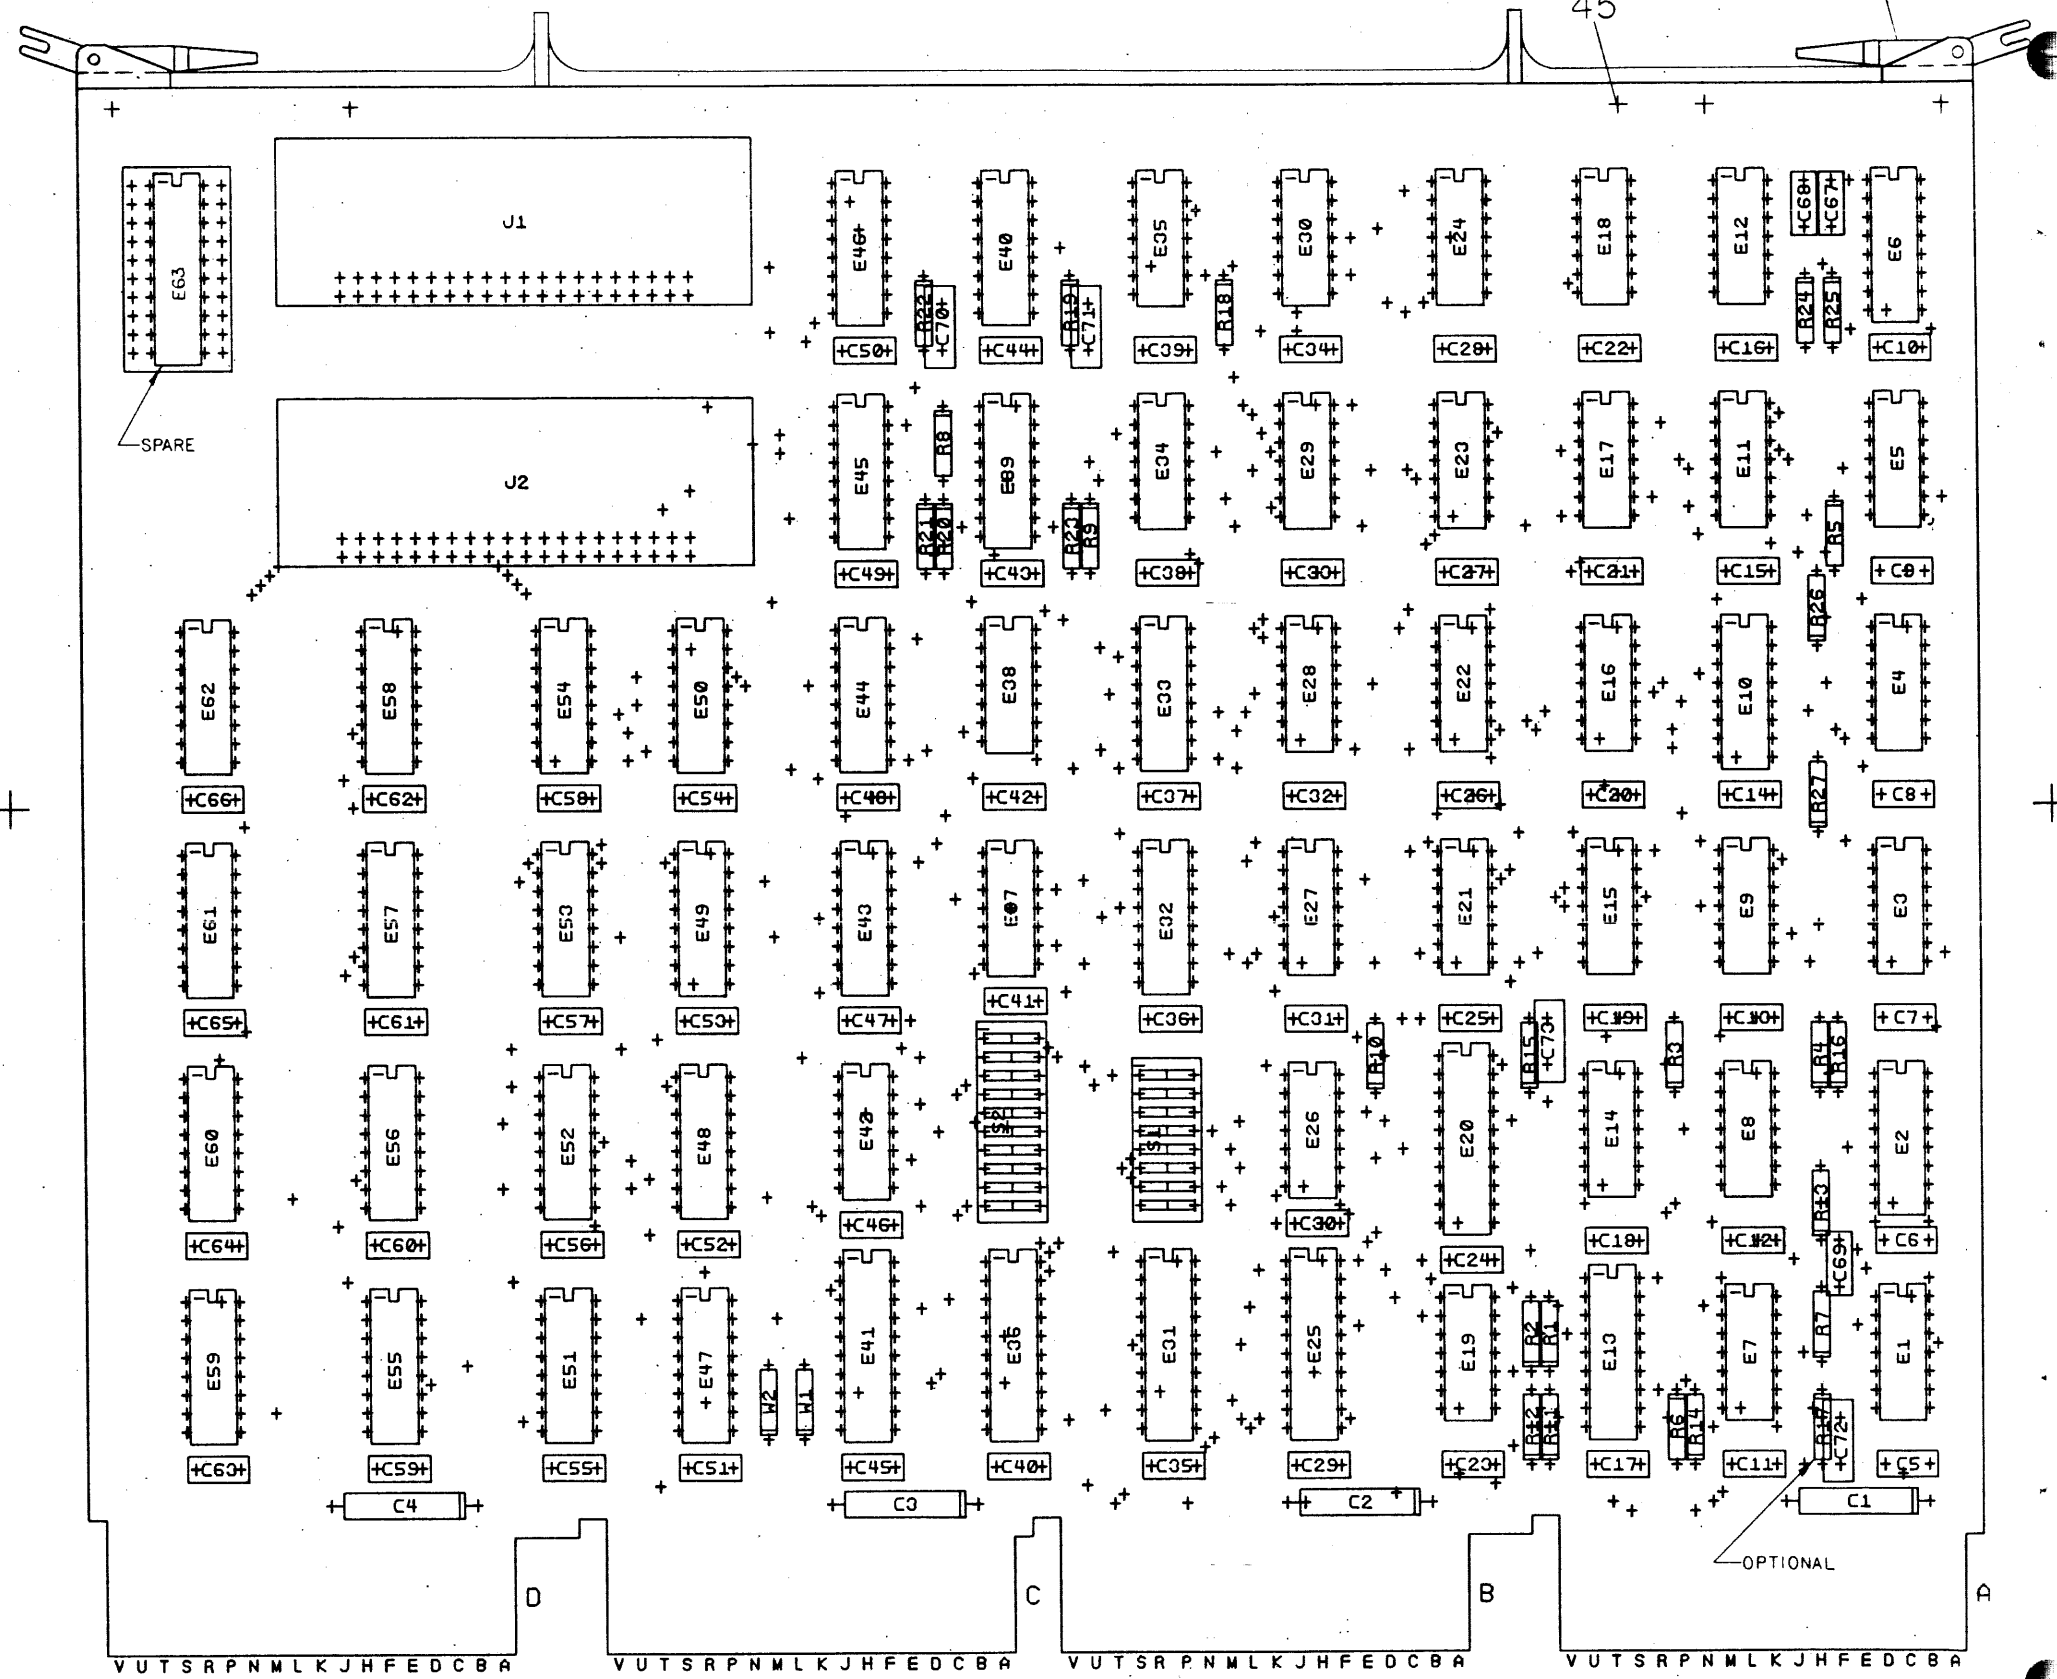 45
J1
E63
E46
E40
E35
E30
E24
E18
E12
C68
C67
E6
R22
C70
R19
C71
R18
R24
R25
C50
C44
C39
C34
C28
C22
C16
C10
SPARE
J2
E45
R8
E39
E34
E29
E23
E17
E11
E5
R21
R20
R23
R9
R5
C49
C43
C38
C27
C21
C15
C9
R26
E62
E58
E54
E50
E44
E38
E33
E28
E22
E16
E10
E4
C66
C62
C58
C54
C48
C42
C37
C32
C26
C20
C14
R27
C8
E61
E57
E53
E49
E43
E37
E32
E27
E21
E15
E9
E3
C65
C61
C57
C53
C47
C41
C36
C31
C25
C19
C7
R10
R15
C73
R3
R4
R16
E60
E56
E52
E48
E42
S2
S1
E26
E20
E14
E8
E2
R13
C64
C60
C56
C52
C46
C30
C24
C18
C12
C69
C6
E59
E55
E51
E47
W2
W1
E41
E36
E31
E25
E19
R2
R1
E13
E7
R7
E1
R12
R11
R6
R14
R17
C72
C63
C59
C55
C51
C45
C40
C35
C29
C23
C17
C11
C5
C4
C3
C2
C1
OPTIONAL
D
C
B
A
V U T S R P N M L K J H F E D C B A
V U T S R P N M L K J H F E D C B A
V U T S R P N M L K J H F E D C B A
V U T S R P N M L K J H F E D C B A